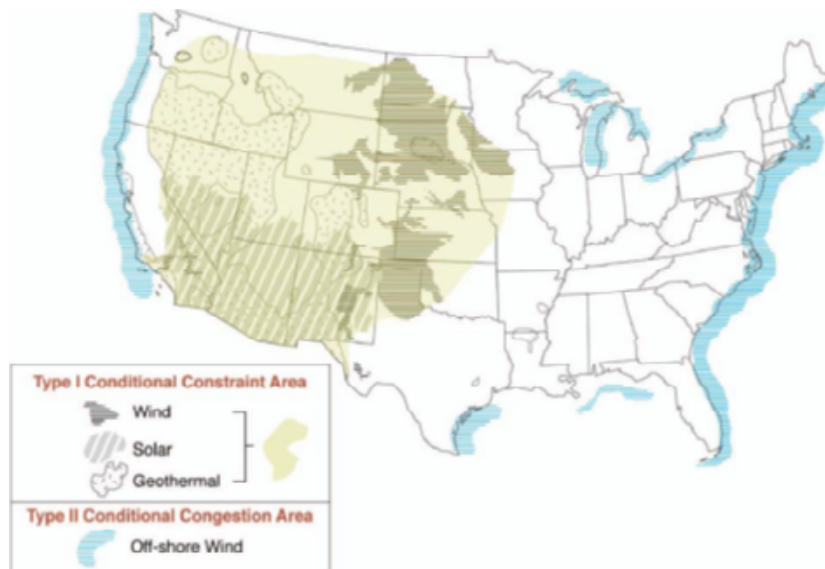 Type I Conditional Constraint Area
Wind
Solar
Geothermal
Type II Conditional Congestion Area
Off-shore Wind